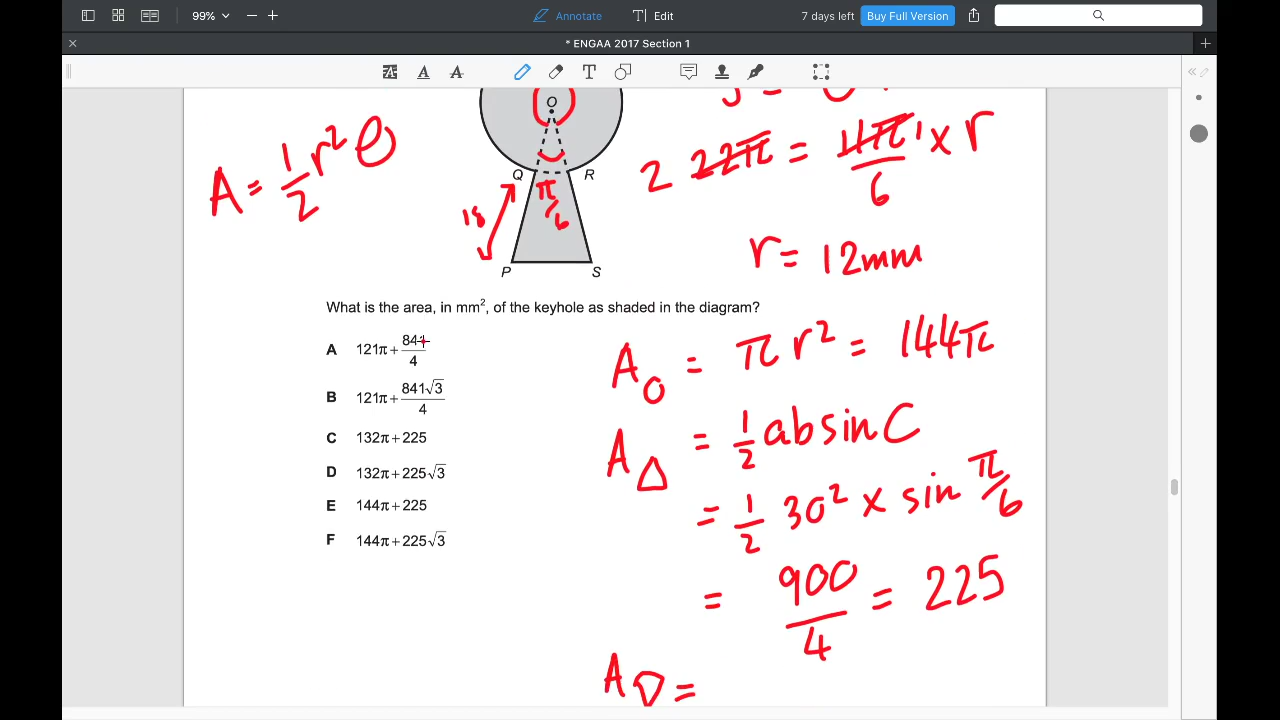 99%
Annotate
Edit
7 days left
Buy Full Version
* ENGAA 2017 Section 1
A
A
A
T
O
A = 1/2 r² θ
2 22π = 11π/6 ' x r
Q
R
π/6
18
r = 12mm
P
S
What is the area, in mm², of the keyhole as shaded in the diagram?
A 121π + 841/4
B 121π + 841√3/4
C 132π + 225
D 132π + 225√3
E 144π + 225
F 144π + 225√3
A○ = π r² = 144π
A△ = 1/2 absinC
= 1/2 30² x sin π/6
= 900/4 = 225
A =